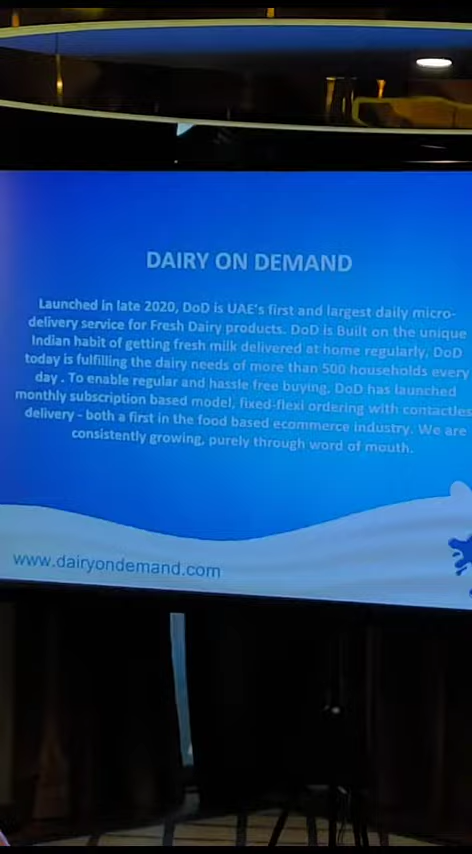 DAIRY ON DEMAND
Launched in late 2020, DoD is UAE's first and largest daily micro-
delivery service for Fresh Dairy products. DoD is Built on the unique
Indian habit of getting fresh milk delivered at home regularly, DoD
today is fulfilling the dairy needs of more than 500 households every
day . To enable regular and hassle free buying, DoD has launched
monthly subscription based model, fixed-flexi ordering with contactless
delivery - both a first in the food based ecommerce industry. We are
consistently growing, purely through word of mouth.
www.dairyondemand.com